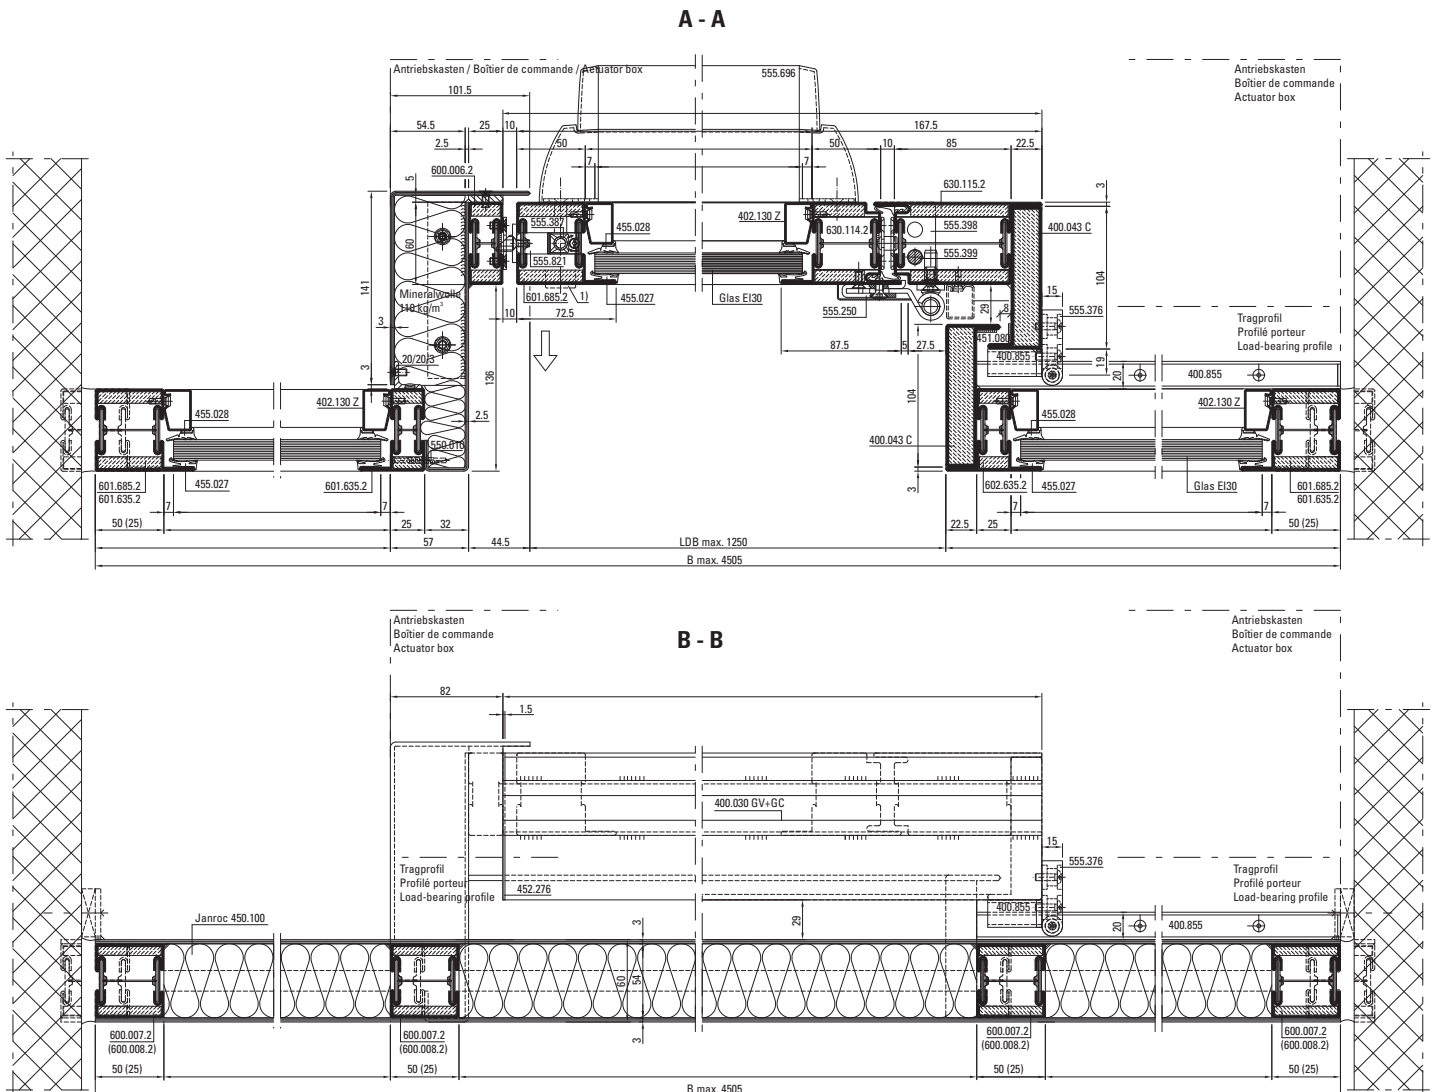 A - A
Antriebskasten / Boîtier de commande / Actuator box
555.696
Antriebskasten
Boîtier de commande
Actuator box
101.5
54.5
25
10
167.5
2.5
50
50
10
85
22.5
7
7
600.006.2
5
630.115.2
3
555.387
455.028
402.130 Z
630.114.2
555.398
400.043 C
60
555.821
555.399
104
141
Mineralwolle
110 kg/m³
601.685.2
1)
455.027
Glas EI30
555.250
29
8
15
555.376
3
10
72.5
451.080
Tragprofil
Profilé porteur
Load-bearing profile
87.5
5
27.5
400.855
19
20/20/3
3
136
104
20
400.855
455.028
402.130 Z
2.5
455.028
402.130 Z
550.010
400.043 C
601.685.2
601.635.2
455.027
601.635.2
3
602.635.2
455.027
Glas EI30
601.685.2
601.635.2
7
7
7
7
50 (25)
25
32
22.5
25
50 (25)
57
44.5
LDB max. 1250
B max. 4505
Antriebskasten
Boîtier de commande
Actuator box
B - B
Antriebskasten
Boîtier de commande
Actuator box
82
1.5
400.030 GV+GC
15
555.376
Tragprofil
Profilé porteur
Load-bearing profile
452.276
Tragprofil
Profilé porteur
Load-bearing profile
400.855
Janroc 450.100
3
29
20
400.855
60
54
3
600.007.2
(600.008.2)
600.007.2
(600.008.2)
600.007.2
(600.008.2)
600.007.2
(600.008.2)
50 (25)
50 (25)
50 (25)
50 (25)
B max. 4505